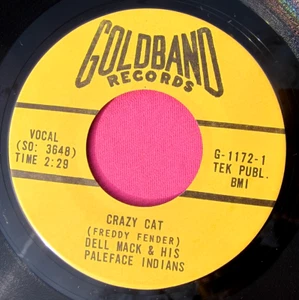 GOLDBAND
RECORDS
VOCAL
(SO: 3648)
TIME 2:29
G-1172-1
TEK PUBL.
BMI
CRAZY CAT
(FREDDY FENDER)
DELL MACK & HIS
PALEFACE INDIANS